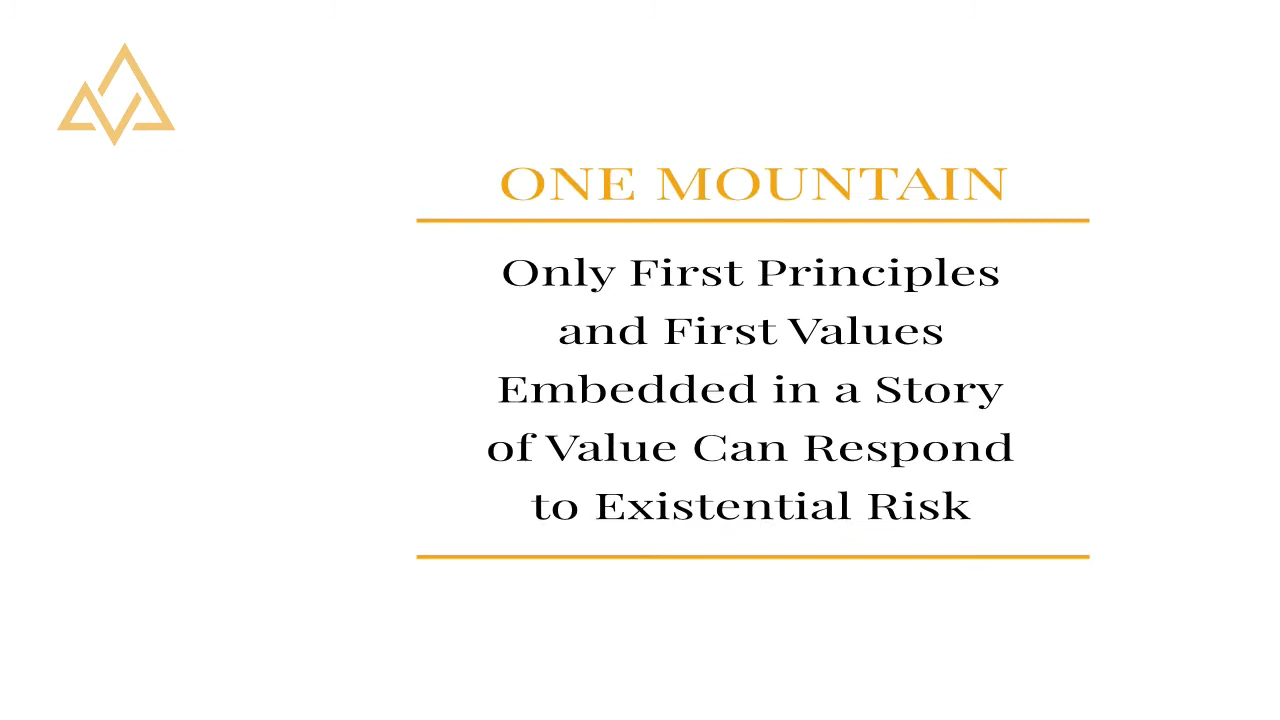 ONE MOUNTAIN
Only First Principles
and First Values
Embedded in a Story
of Value Can Respond
to Existential Risk